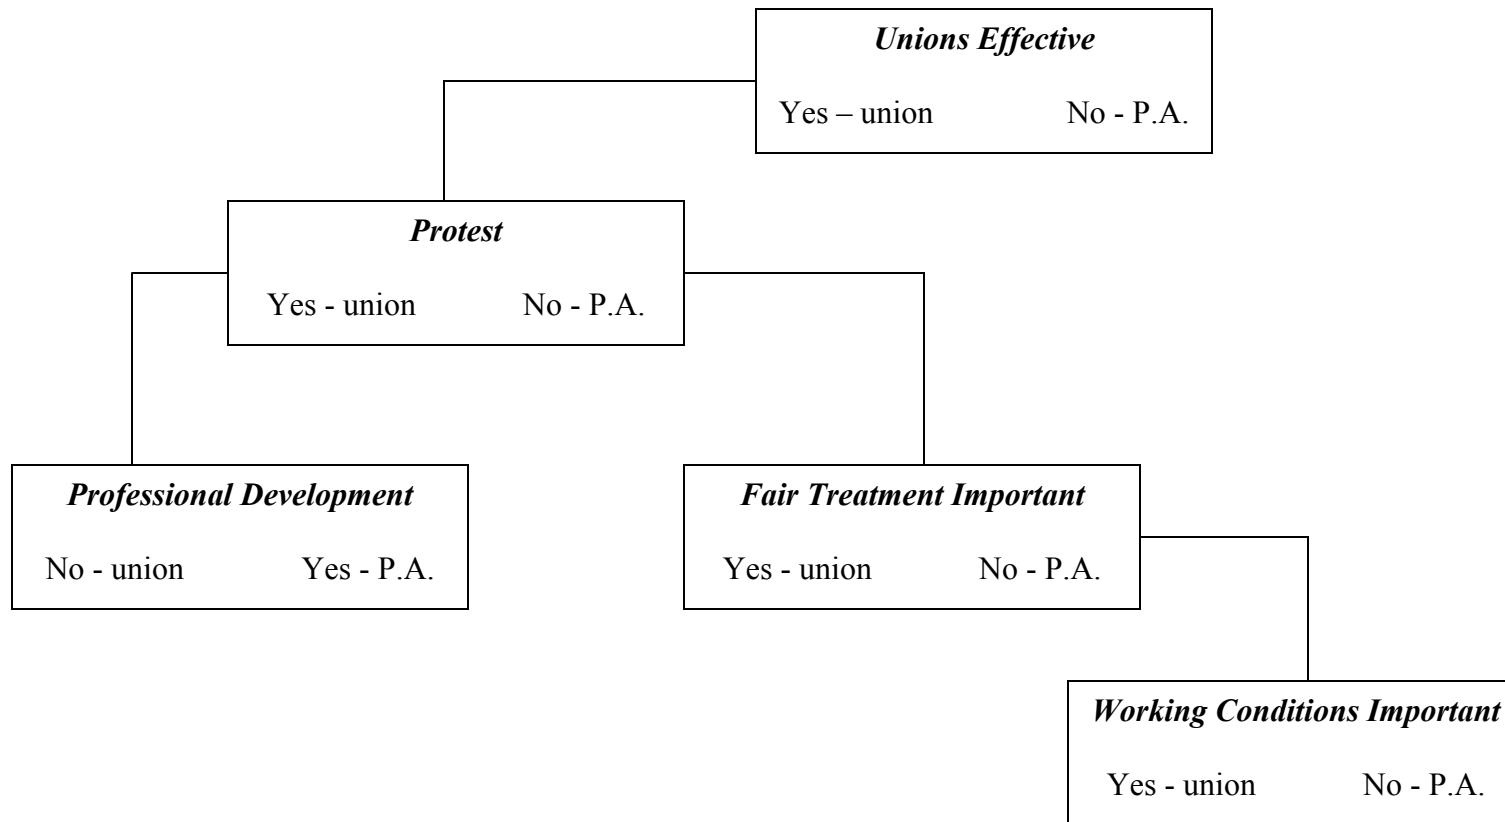 Unions Effective
Yes – union No - P.A.
Protest
Yes - union No - P.A.
Professional Development
No - union Yes - P.A.
Fair Treatment Important
Yes - union No - P.A.
Working Conditions Important
Yes - union No - P.A.